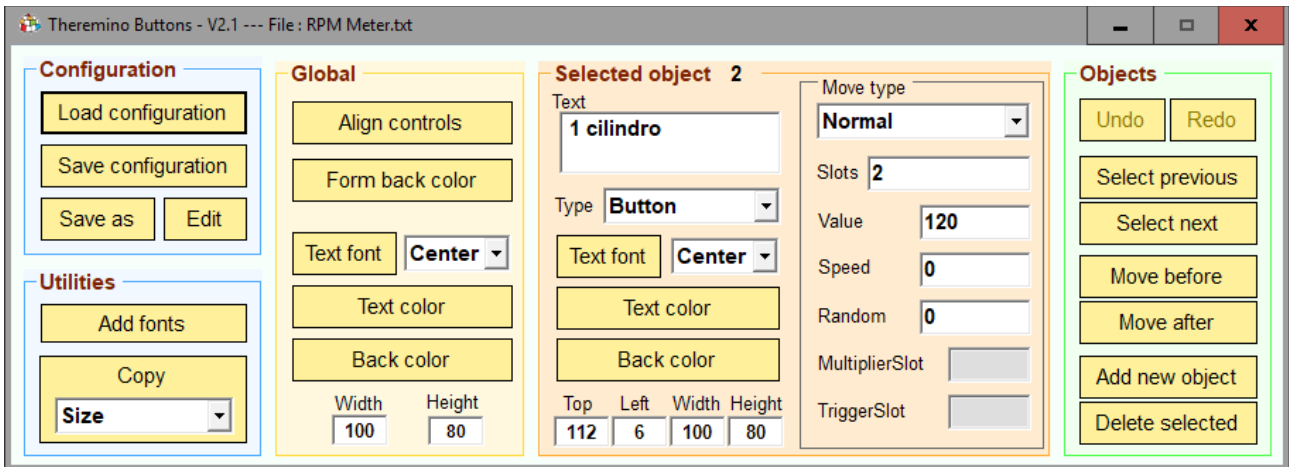 Theremino Buttons - V2.1 --- File : RPM Meter.txt
Configuration
Load configuration
Save configuration
Save as
Edit
Utilities
Add fonts
Copy
Size
Global
Align controls
Form back color
Text font
Center
Text color
Back color
Width Height
100 80
Selected object 2
Text
1 cilindro
Type Button
Text font
Center
Text color
Back color
Top Left Width Height
112 6 100 80
Move type
Normal
Slots 2
Value 120
Speed 0
Random 0
MultiplierSlot
TriggerSlot
Objects
Undo Redo
Select previous
Select next
Move before
Move after
Add new object
Delete selected